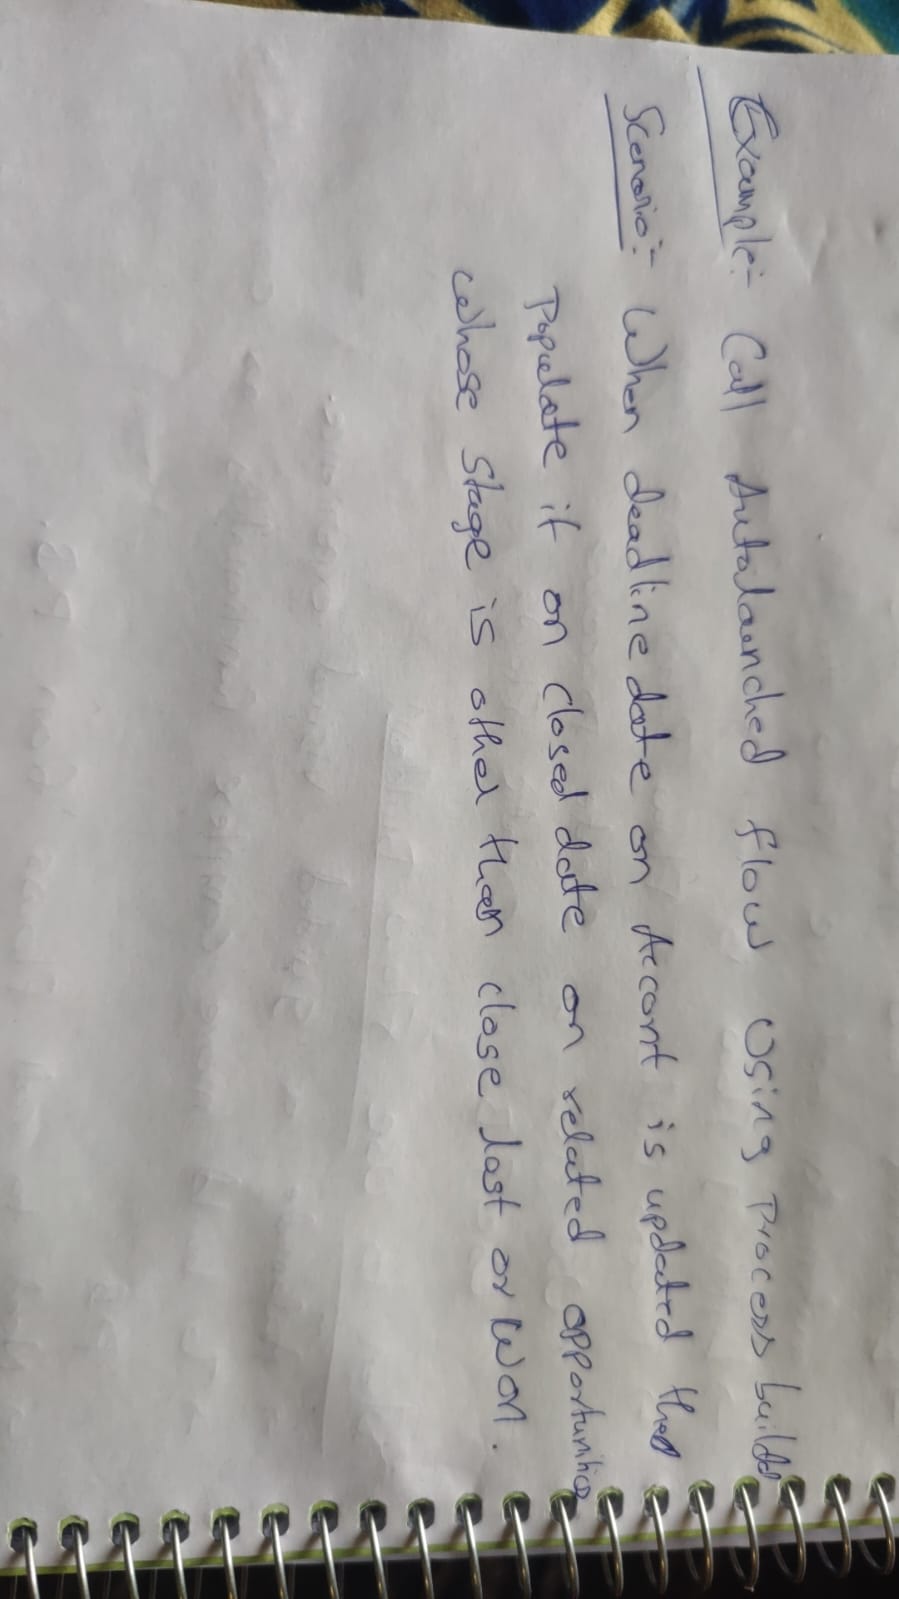 Example:- Call Autolaunched flow Using Process builder
Scenario:- When deadline date on Account is updated then
Populate it on closed date on related opportunities
whose stage is other than close lost or won.